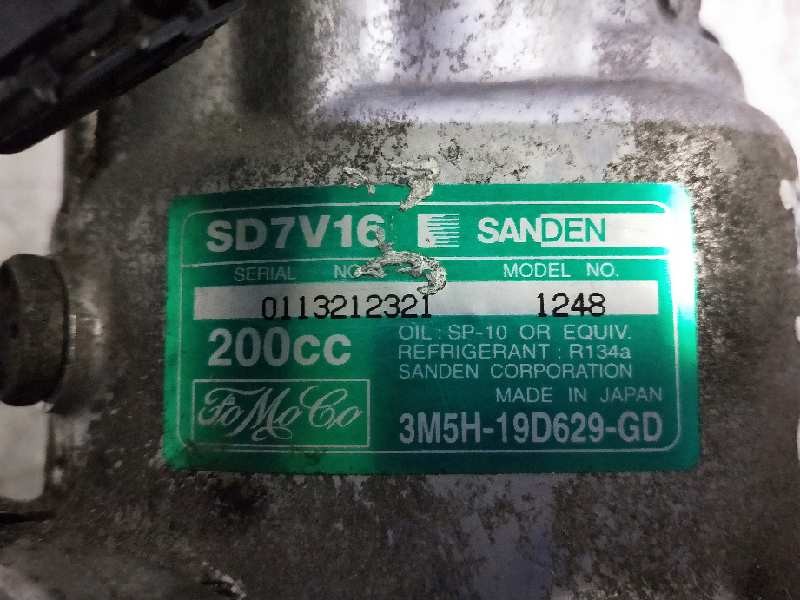 SD7V16 SANDEN
SERIAL NO. MODEL NO.
0113212321 1248
200cc
OIL : SP-10 OR EQUIV.
REFRIGERANT : R134a
SANDEN CORPORATION
MADE IN JAPAN
FoMoCo
3M5H-19D629-GD